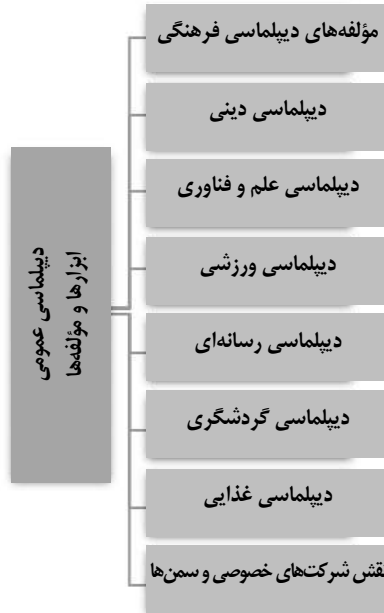 مؤلفه‌های دیپلماسی فرهنگی
دیپلماسی دینی
دیپلماسی علم و فناوری
دیپلماسی ورزشی
دیپلماسی رسانه‌ای
دیپلماسی گردشگری
دیپلماسی غذایی
نقش شرکت‌های خصوصی و سمن‌ها
دیپلماسی عمومی
ابزارها و مؤلفه‌ها